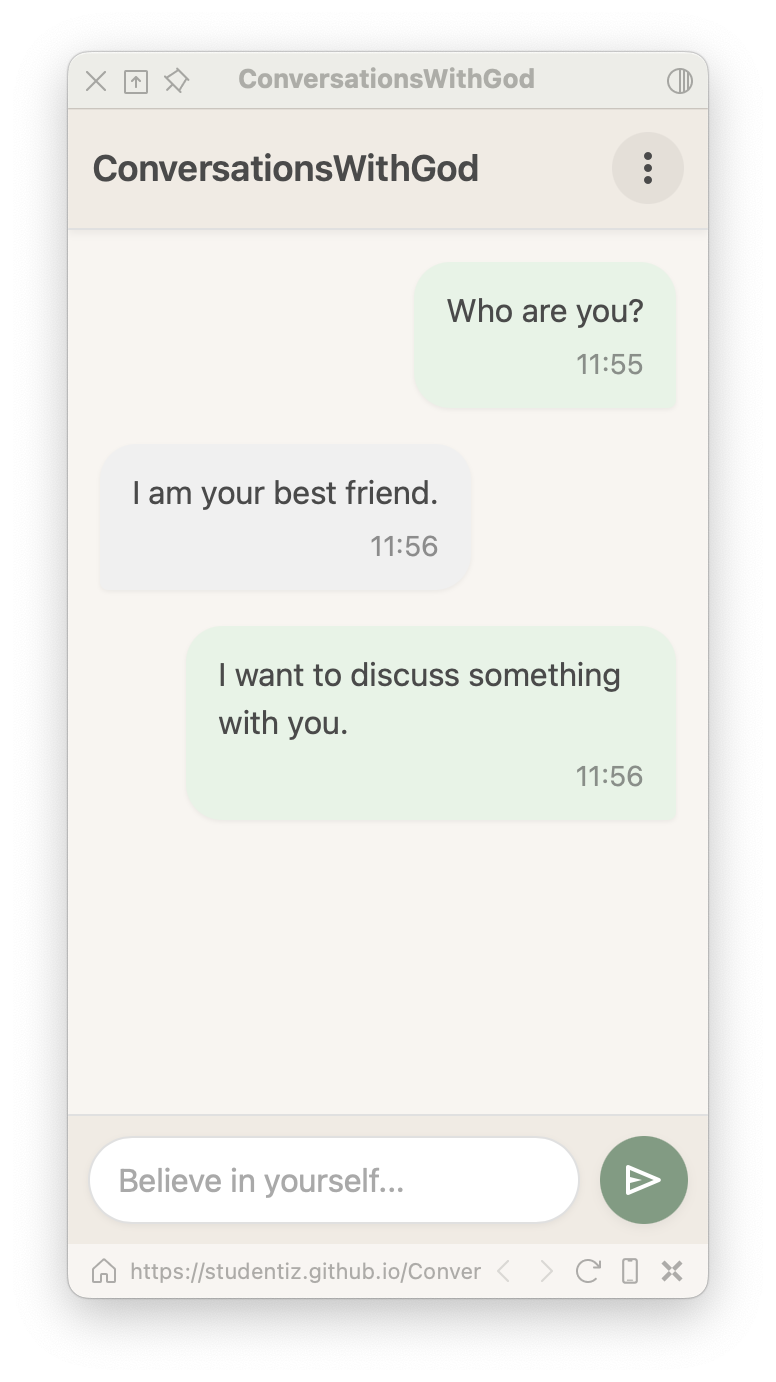 ConversationsWithGod
ConversationsWithGod
Who are you?
11:55
I am your best friend.
11:56
I want to discuss something
with you.
11:56
Believe in yourself...
https://studentiz.github.io/Conver